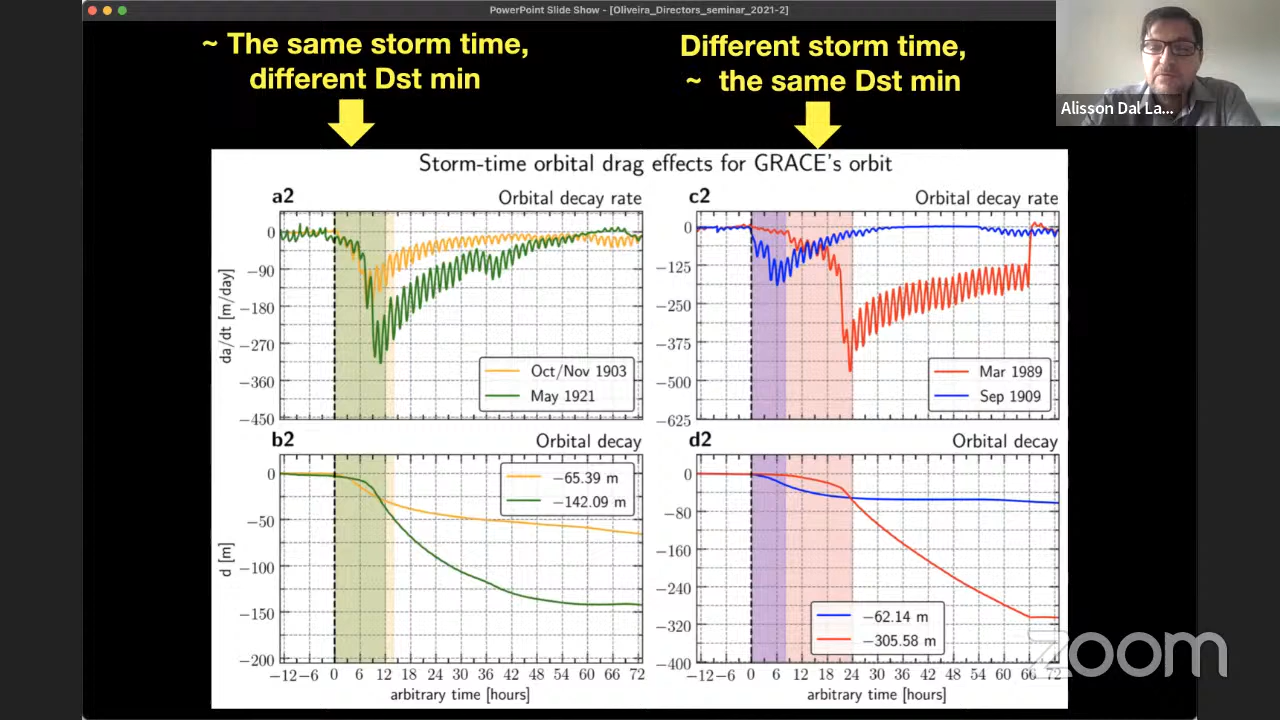 PowerPoint Slide Show - [Oliveira_Directors_seminar_2021-2]
~ The same storm time,
different Dst min
Different storm time,
~ the same Dst min
Alisson Dal La...
Storm-time orbital drag effects for GRACE's orbit
a2
Orbital decay rate
da/dt [m/day]
0
−90
−180
−270
−360
−450
Oct/Nov 1903
May 1921
c2
Orbital decay rate
0
−125
−250
−375
−500
−625
Mar 1989
Sep 1909
b2
Orbital decay
d [m]
0
−50
−100
−150
−200
−65.39 m
−142.09 m
−12 −6 0 6 12 18 24 30 36 42 48 54 60 66 72
arbitrary time [hours]
d2
Orbital decay
0
−80
−160
−240
−320
−400
−62.14 m
−305.58 m
−12 −6 0 6 12 18 24 30 36 42 48 54 60 66 72
arbitrary time [hours]
zoom